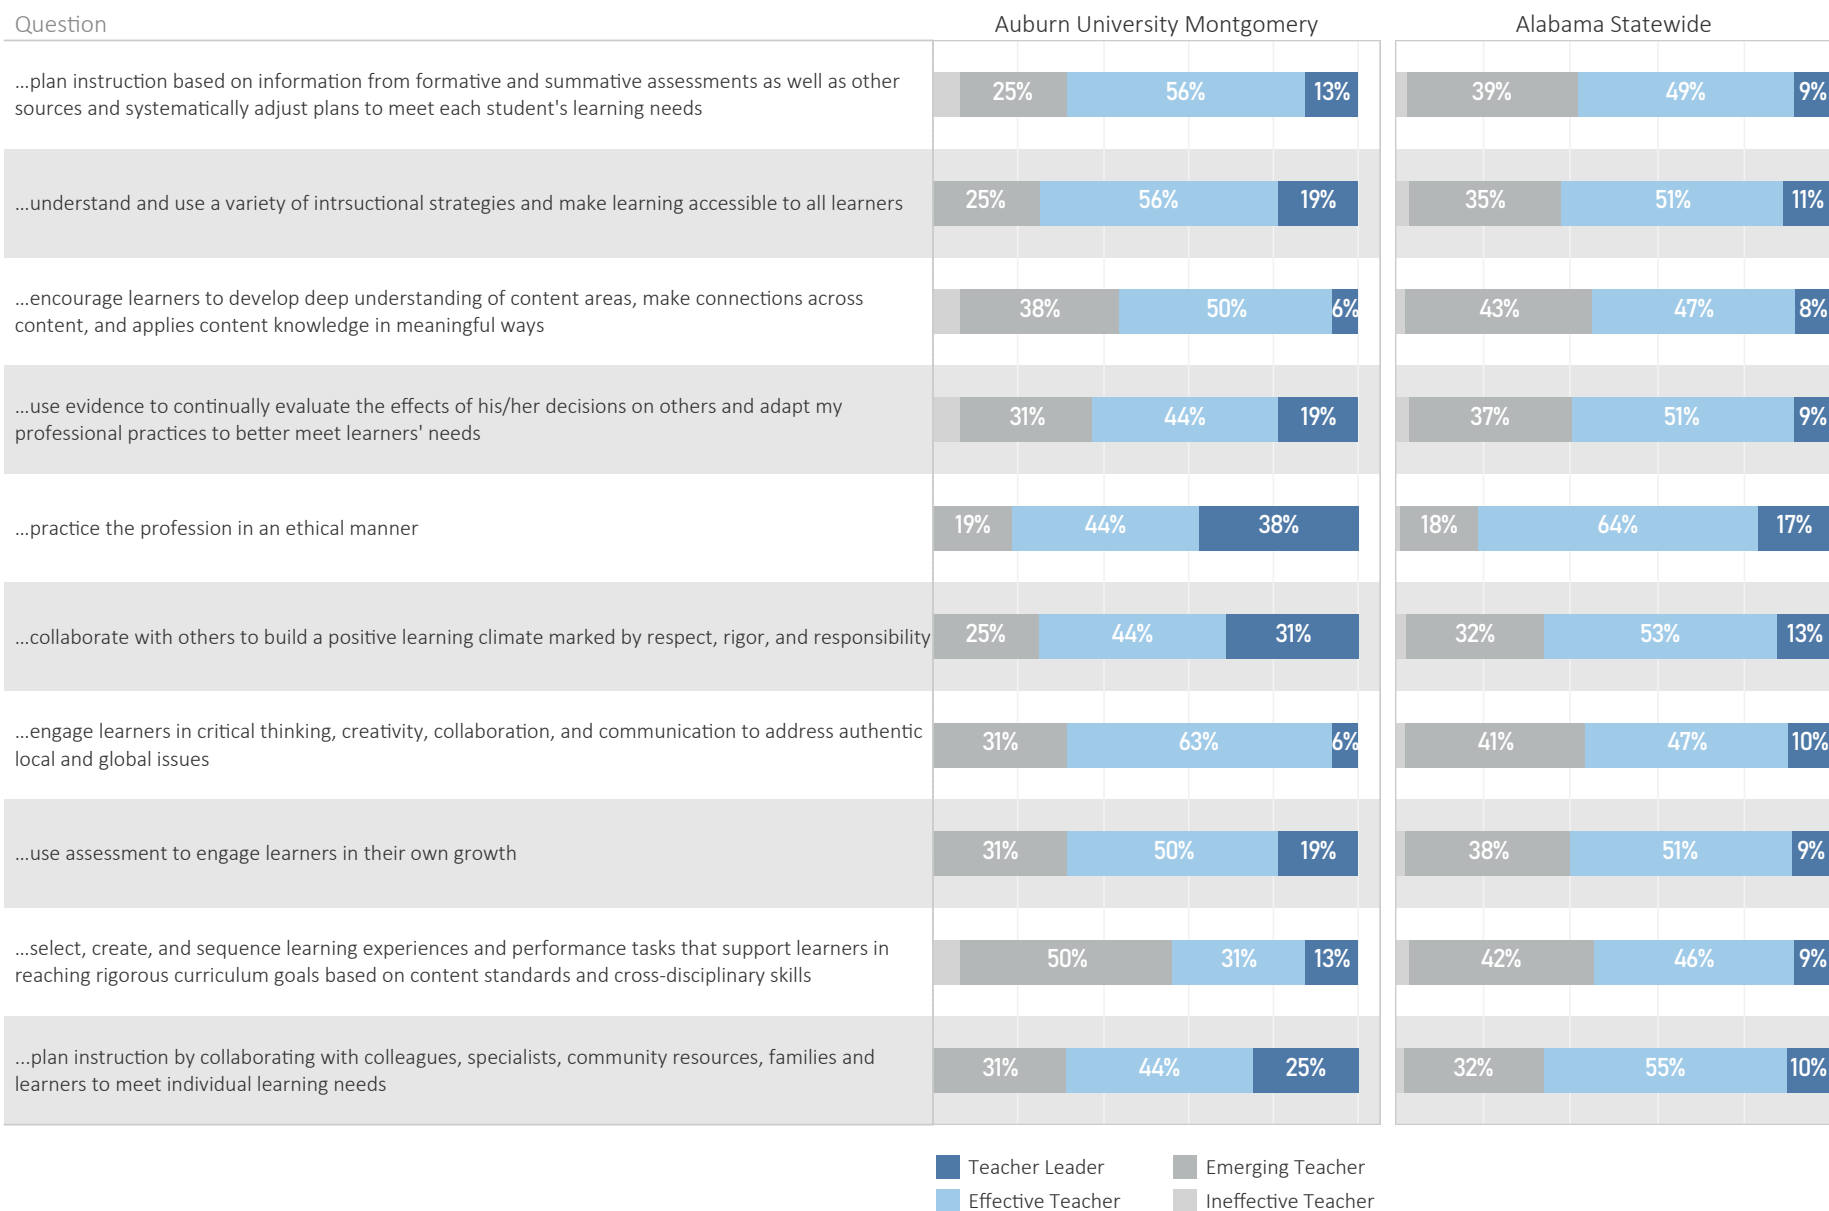 Question
Auburn University Montgomery
Alabama Statewide
...plan instruction based on information from formative and summative assessments as well as other
sources and systematically adjust plans to meet each student's learning needs
25% 56% 13%
39% 49% 9%
...understand and use a variety of intrsuctional strategies and make learning accessible to all learners
25% 56% 19%
35% 51% 11%
...encourage learners to develop deep understanding of content areas, make connections across
content, and applies content knowledge in meaningful ways
38% 50% 6%
43% 47% 8%
...use evidence to continually evaluate the effects of his/her decisions on others and adapt my
professional practices to better meet learners' needs
31% 44% 19%
37% 51% 9%
...practice the profession in an ethical manner
19% 44% 38%
18% 64% 17%
...collaborate with others to build a positive learning climate marked by respect, rigor, and responsibility
25% 44% 31%
32% 53% 13%
...engage learners in critical thinking, creativity, collaboration, and communication to address authentic
local and global issues
31% 63% 6%
41% 47% 10%
...use assessment to engage learners in their own growth
31% 50% 19%
38% 51% 9%
...select, create, and sequence learning experiences and performance tasks that support learners in
reaching rigorous curriculum goals based on content standards and cross-disciplinary skills
50% 31% 13%
42% 46% 9%
...plan instruction by collaborating with colleagues, specialists, community resources, families and
learners to meet individual learning needs
31% 44% 25%
32% 55% 10%
Teacher Leader
Emerging Teacher
Effective Teacher
Ineffective Teacher